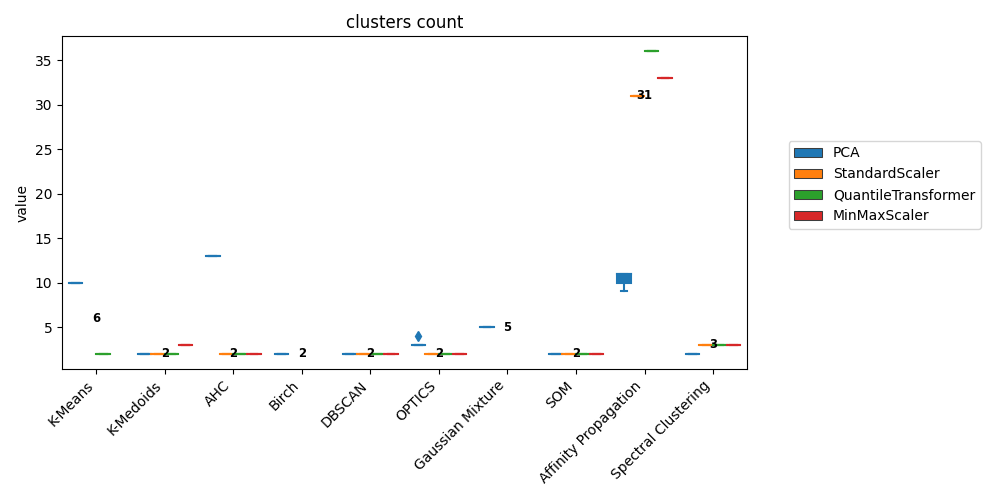 clusters count
value
35
30
25
20
15
10
5
6
2
2
2
2
2
5
2
31
3
K-Means
K-Medoids
AHC
Birch
DBSCAN
OPTICS
Gaussian Mixture
SOM
Affinity Propagation
Spectral Clustering
PCA
StandardScaler
QuantileTransformer
MinMaxScaler